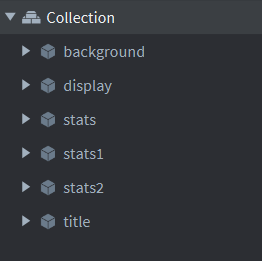 Collection
background
display
stats
stats1
stats2
title